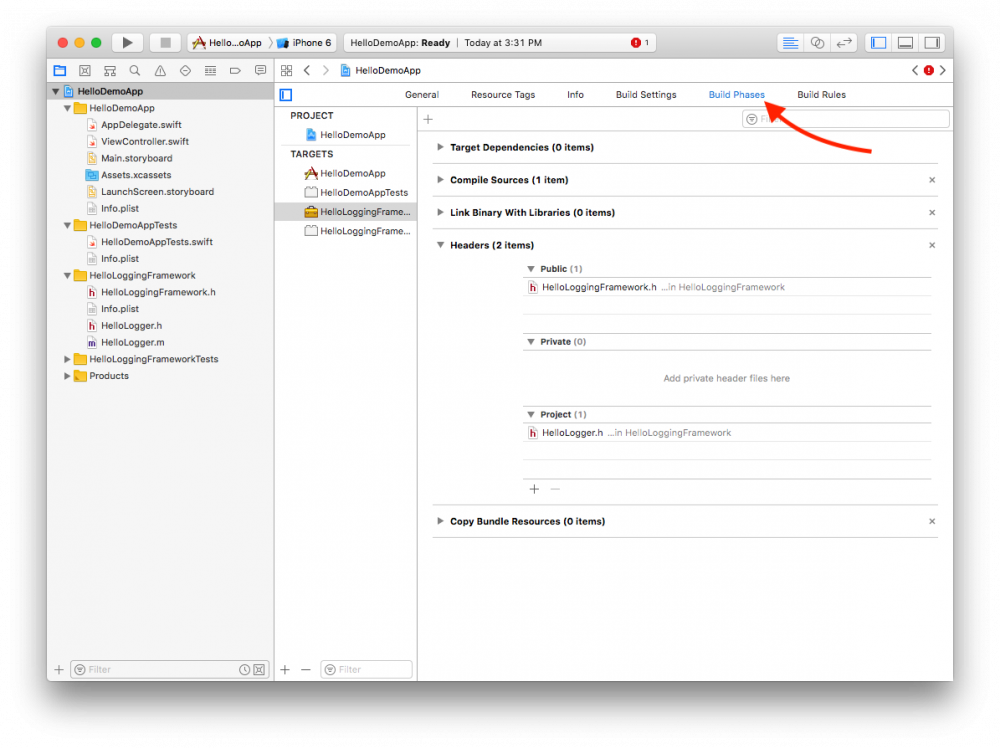 Hello...oApp iPhone 6 HelloDemoApp: Ready | Today at 3:31 PM 1
HelloDemoApp
HelloDemoApp
General Resource Tags Info Build Settings Build Phases Build Rules
HelloDemoApp
AppDelegate.swift
ViewController.swift
Main.storyboard
Assets.xcassets
LaunchScreen.storyboard
Info.plist
HelloDemoAppTests
HelloDemoAppTests.swift
Info.plist
HelloLoggingFramework
HelloLoggingFramework.h
Info.plist
HelloLogger.h
HelloLogger.m
HelloLoggingFrameworkTests
Products
Filter
PROJECT
HelloDemoApp
TARGETS
HelloDemoApp
HelloDemoAppTests
HelloLoggingFrame...
HelloLoggingFrame...
Filter
Target Dependencies (0 items)
Compile Sources (1 item)
Link Binary With Libraries (0 items)
Headers (2 items)
Public (1)
HelloLoggingFramework.h ...in HelloLoggingFramework
Private (0)
Add private header files here
Project (1)
HelloLogger.h ...in HelloLoggingFramework
Copy Bundle Resources (0 items)